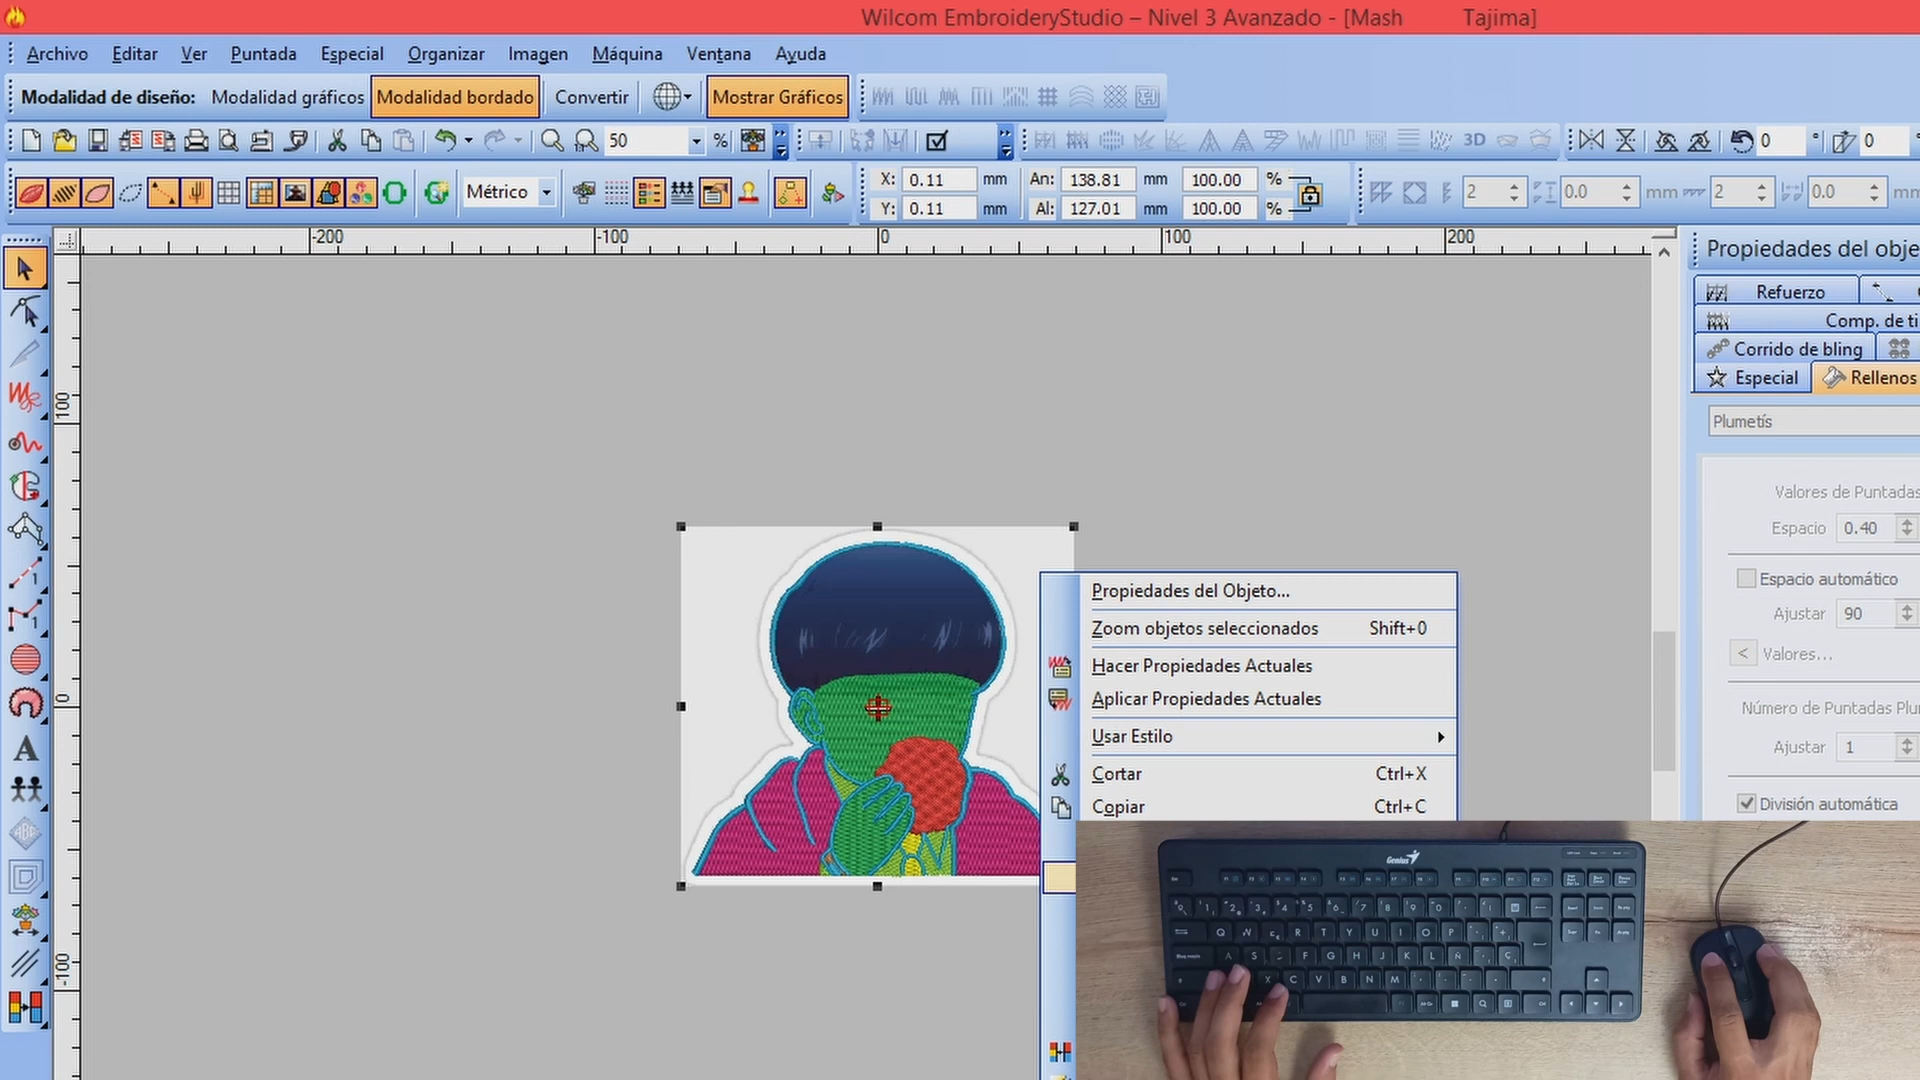 Wilcom EmbroideryStudio – Nivel 3 Avanzado - [Mash Tajima]
Archivo Editar Ver Puntada Especial Organizar Imagen Máquina Ventana Ayuda
Modalidad de diseño: Modalidad gráficos Modalidad bordado Convertir Mostrar Gráficos
50 % 3D 0 ° 0 °
Métrico X: 0.11 mm An: 138.81 mm 100.00 % 2 0.0 mm 2 0.0 mm
Y: 0.11 mm Al: 127.01 mm 100.00 %
-200 -100 0 100 200
Propiedades del obje
Refuerzo
Comp. de ti
Corrido de bling
Especial Rellenos
Plumetís
Valores de Puntadas
Espacio 0.40
Espacio automático
Ajustar 90
< Valores...
Número de Puntadas Plu
Ajustar 1
División automática
100
0
-100
1
1
A
ABC
Propiedades del Objeto...
Zoom objetos seleccionados Shift+0
Hacer Propiedades Actuales
Aplicar Propiedades Actuales
Usar Estilo
Cortar Ctrl+X
Copiar Ctrl+C
Genius